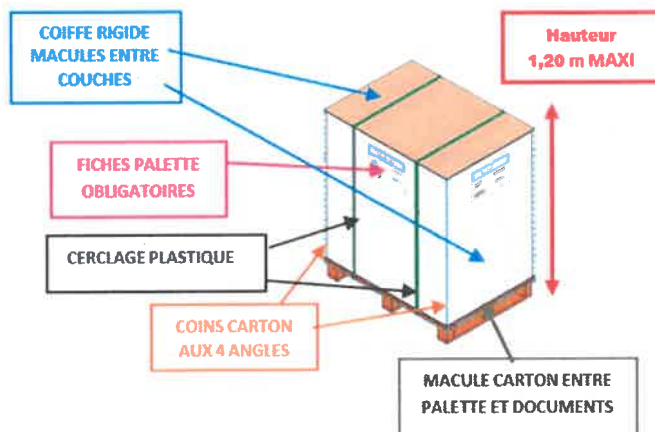 COIFFE RIGIDE
MACULES ENTRE
COUCHES
Hauteur
1,20 m MAXI
FICHES PALETTE
OBLIGATOIRES
CERCLAGE PLASTIQUE
COINS CARTON
AUX 4 ANGLES
MACULE CARTON ENTRE
PALETTE ET DOCUMENTS